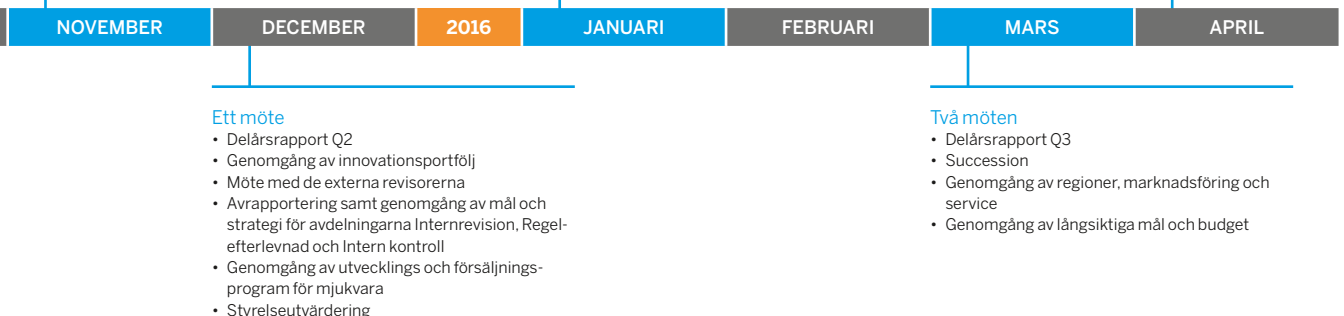 NOVEMBER DECEMBER 2016 JANUARI FEBRUARI MARS APRIL
Ett möte
• Delårsrapport Q2
• Genomgång av innovationsportfölj
• Möte med de externa revisorerna
• Avrapportering samt genomgång av mål och
strategi för avdelningarna Internrevision, Regel-
efterlevnad och Intern kontroll
• Genomgång av utvecklings och försäljnings-
program för mjukvara
• Styrelseutvärdering
Två möten
• Delårsrapport Q3
• Succession
• Genomgång av regioner, marknadsföring och
service
• Genomgång av långsiktiga mål och budget